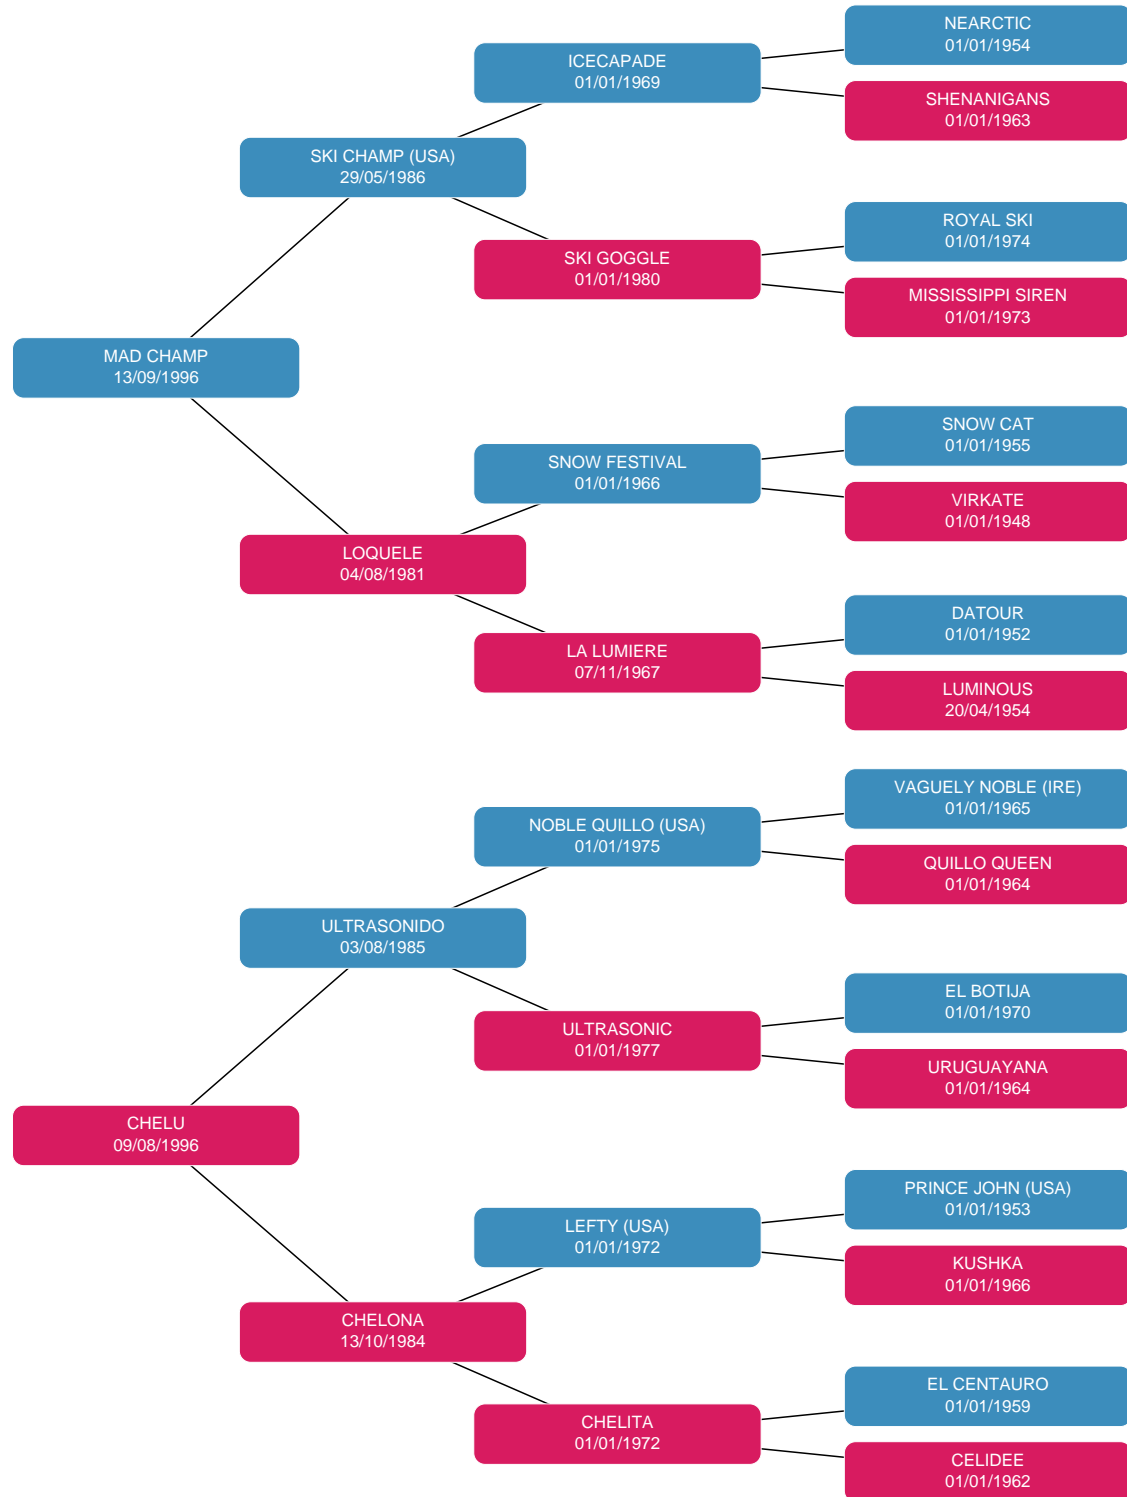 NEARCTIC
01/01/1954
ICECAPADE
01/01/1969
SHENANIGANS
01/01/1963
SKI CHAMP (USA)
29/05/1986
ROYAL SKI
01/01/1974
SKI GOGGLE
01/01/1980
MISSISSIPPI SIREN
01/01/1973
MAD CHAMP
13/09/1996
SNOW CAT
01/01/1955
SNOW FESTIVAL
01/01/1966
VIRKATE
01/01/1948
LOQUELE
04/08/1981
DATOUR
01/01/1952
LA LUMIERE
07/11/1967
LUMINOUS
20/04/1954
VAGUELY NOBLE (IRE)
01/01/1965
NOBLE QUILLO (USA)
01/01/1975
QUILLO QUEEN
01/01/1964
ULTRASONIDO
03/08/1985
EL BOTIJA
01/01/1970
ULTRASONIC
01/01/1977
URUGUAYANA
01/01/1964
CHELU
09/08/1996
PRINCE JOHN (USA)
01/01/1953
LEFTY (USA)
01/01/1972
KUSHKA
01/01/1966
CHELONA
13/10/1984
EL CENTAURO
01/01/1959
CHELITA
01/01/1972
CELIDEE
01/01/1962